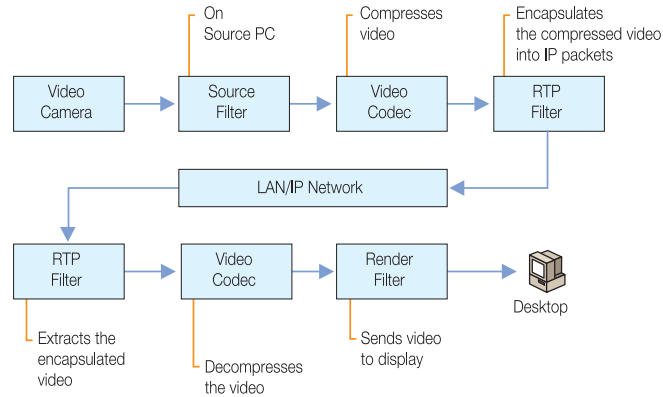 On
Source PC
Compresses
video
Encapsulates
the compressed video
into IP packets
Video
Camera
Source
Filter
Video
Codec
RTP
Filter
LAN/IP Network
RTP
Filter
Video
Codec
Render
Filter
Desktop
Extracts the
encapsulated
video
Decompresses
the video
Sends video
to display